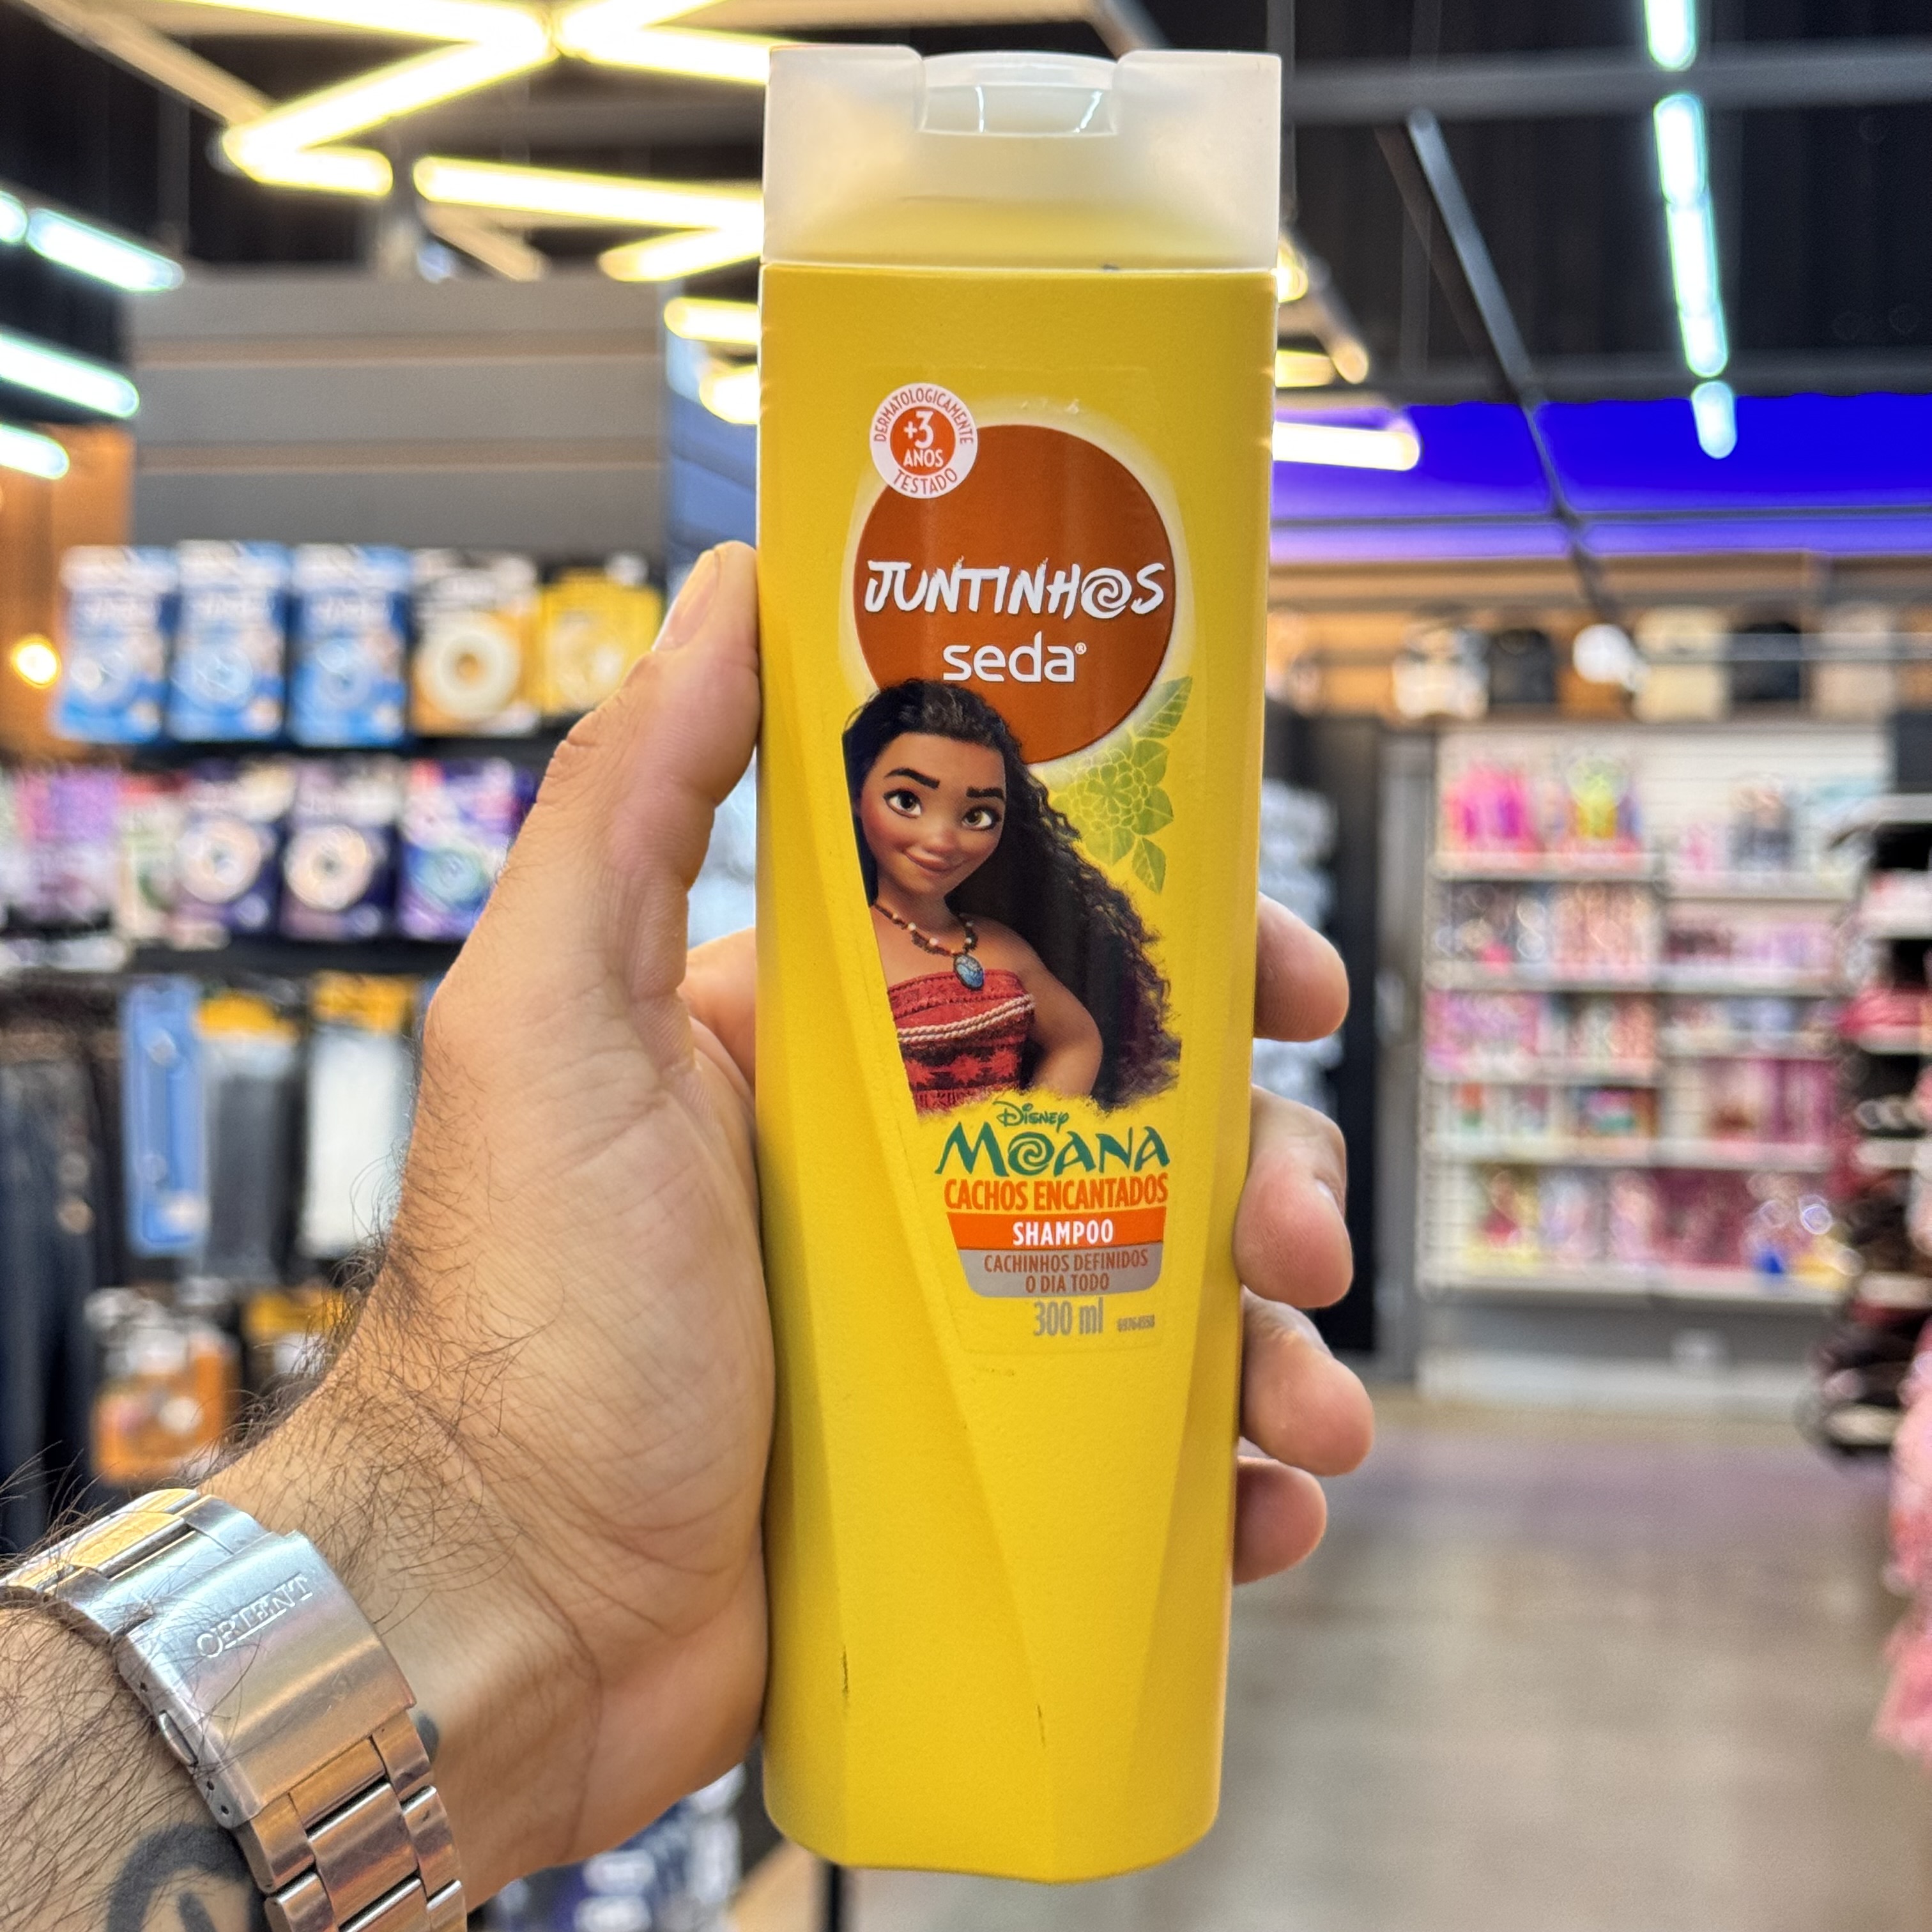 DERMATOLOGICAMENTE
+3
ANOS
TESTADO
JUNTINHOS
seda®
Disney
MOANA
CACHOS ENCANTADOS
SHAMPOO
CACHINHOS DEFINIDOS
O DIA TODO
300 ml
ORIENT